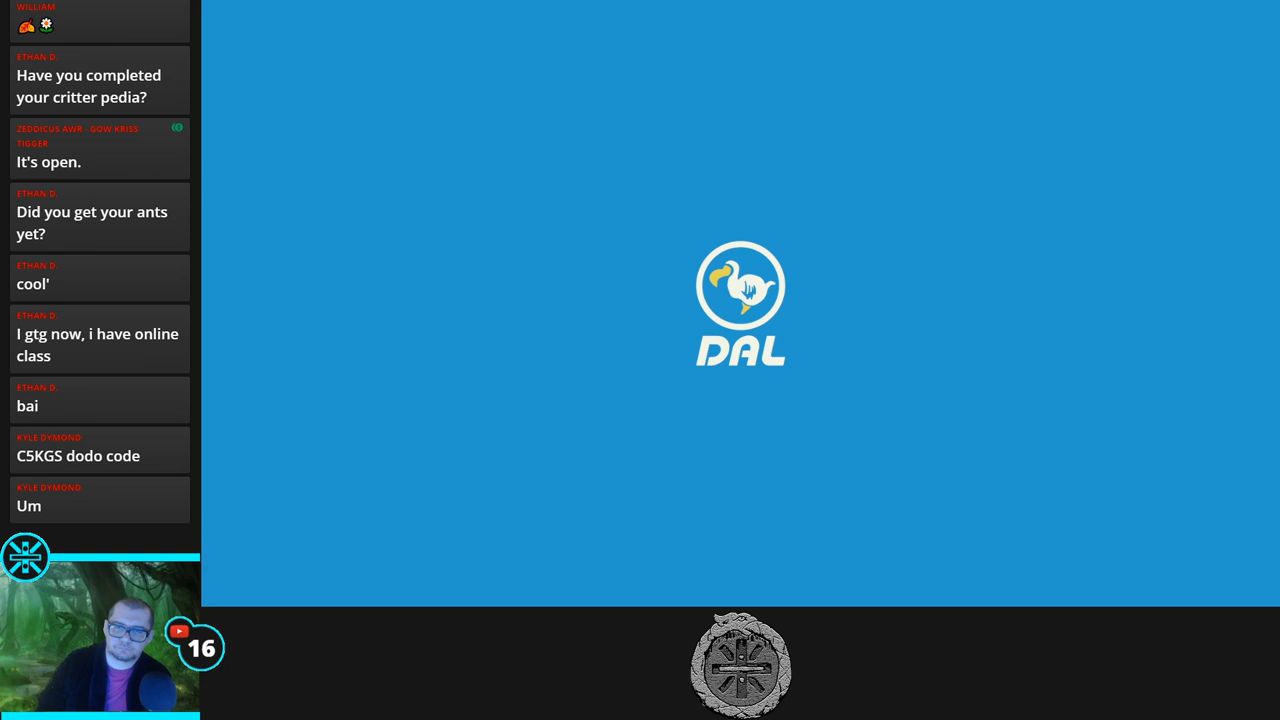 WILLIAM
ETHAN D.
Have you completed
your critter pedia?
ZEDDICUS AWR - GOW KRISS
TIGGER
It's open.
ETHAN D.
Did you get your ants
yet?
ETHAN D.
cool'
ETHAN D.
I gtg now, i have online
class
ETHAN D.
bai
KYLE DYMOND
C5KGS dodo code
KYLE DYMOND
Um
DAL
16